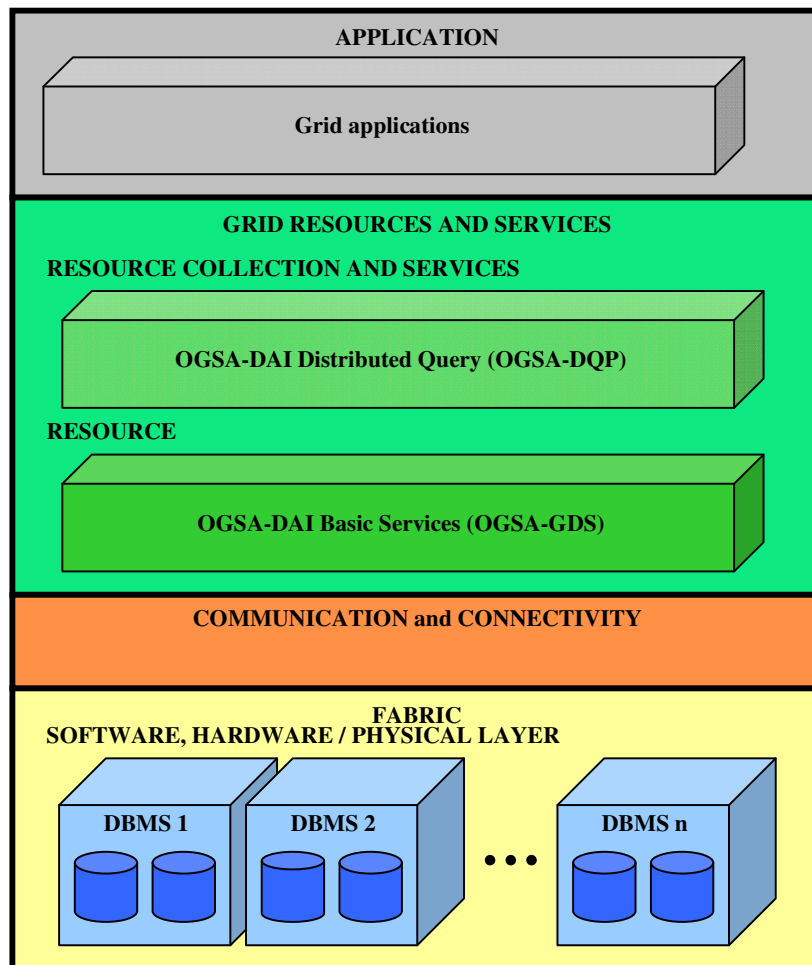 APPLICATION
Grid applications
GRID RESOURCES AND SERVICES
RESOURCE COLLECTION AND SERVICES
OGSA-DAI Distributed Query (OGSA-DQP)
RESOURCE
OGSA-DAI Basic Services (OGSA-GDS)
COMMUNICATION and CONNECTIVITY
FABRIC
SOFTWARE, HARDWARE / PHYSICAL LAYER
DBMS 1
DBMS 2
DBMS n